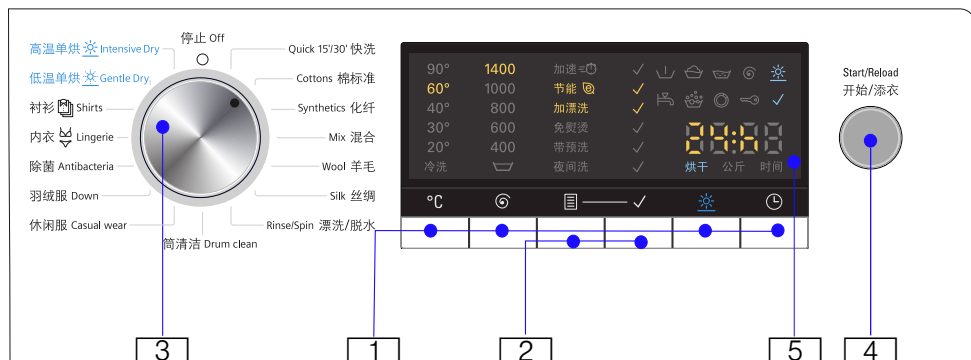 停止 Off
高温单烘 Intensive Dry
低温单烘 Gentle Dry
衬衫 Shirts
内衣 Lingerie
除菌 Antibacteria
羽绒服 Down
休闲服 Casual wear
筒清洁 Drum clean
Quick 15'/30' 快洗
Cottons 棉标准
Synthetics 化纤
Mix 混合
Wool 羊毛
Silk 丝绸
Rinse/Spin 漂洗/脱水
90° 1400 加速
60° 1000 节能
40° 800 加漂洗
30° 600 免熨烫
20° 400 带预洗
冷洗 夜间洗
24:6
烘干 公斤 时间
°C
Start/Reload
开始/添衣
3 1 2 5 4